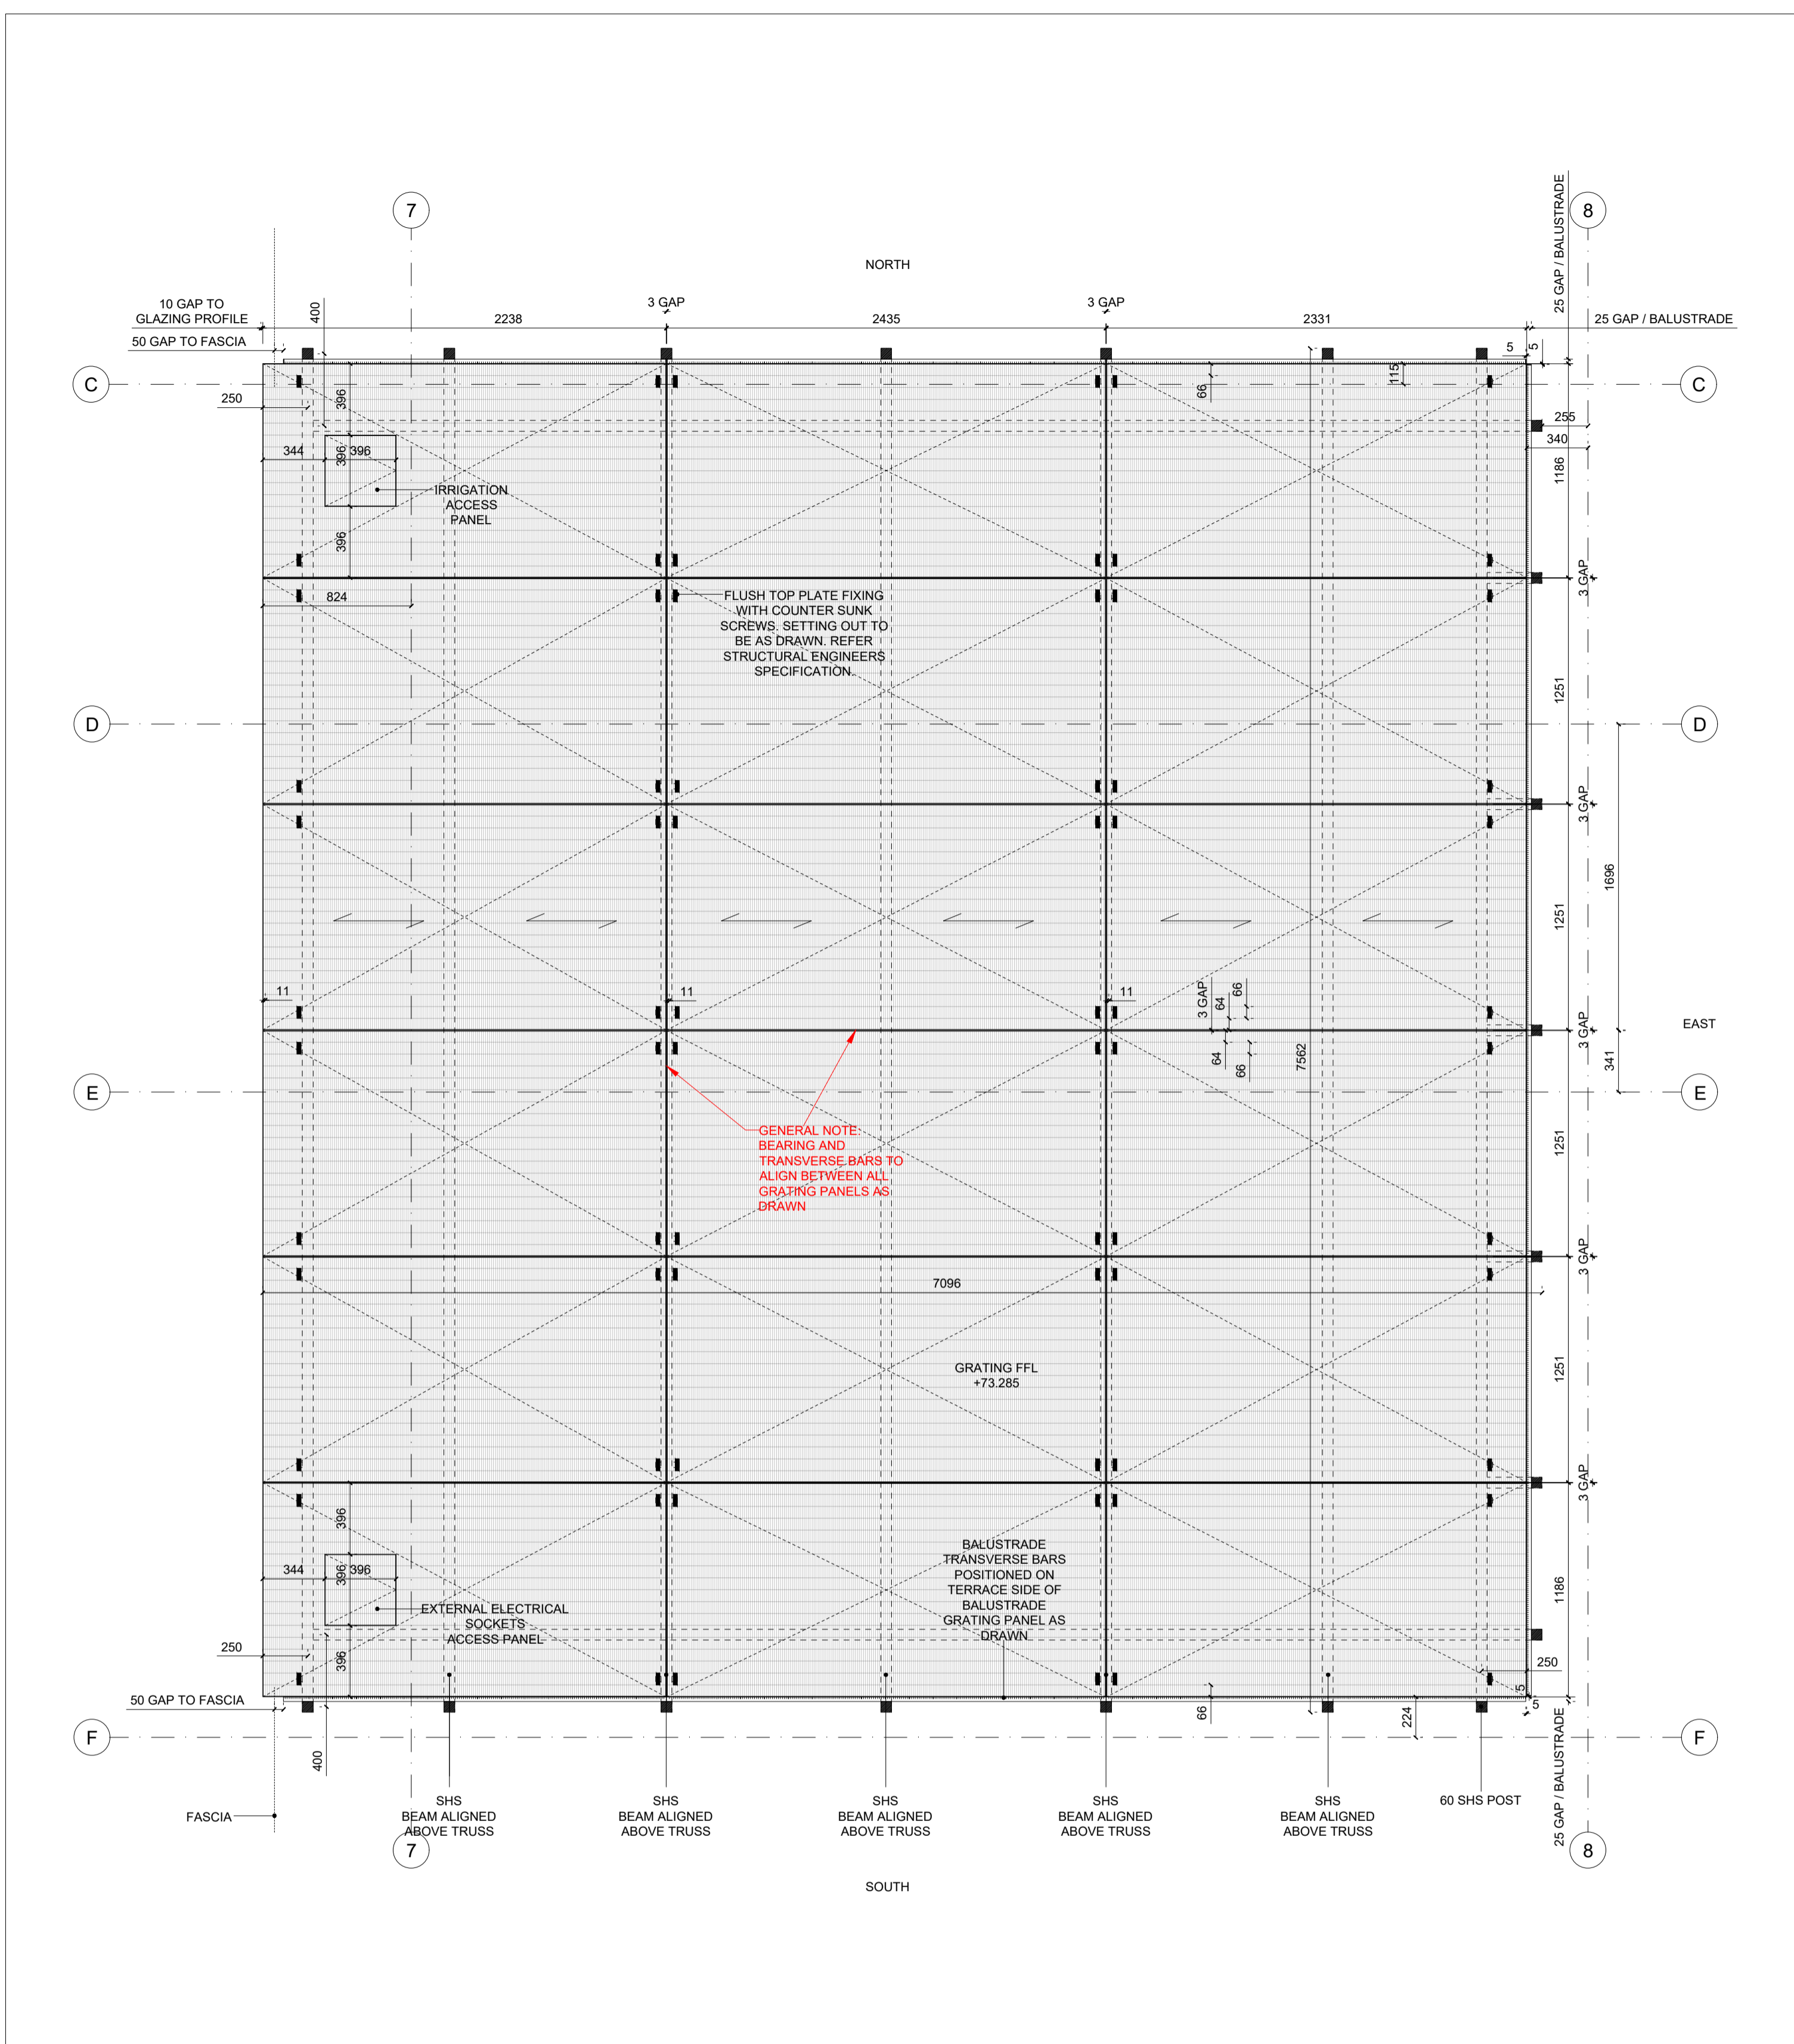 7
8
25 GAP / BALUSTRADE
NORTH
10 GAP TO
GLAZING PROFILE
400
3 GAP
3 GAP
2238
2435
2331
25 GAP / BALUSTRADE
50 GAP TO FASCIA
5
5
C
396
66
115
C
250
255
340
344
396
396
1186
IRRIGATION
ACCESS
PANEL
396
824
3 GAP
FLUSH TOP PLATE FIXING
WITH COUNTER SUNK
SCREWS. SETTING OUT TO
BE AS DRAWN. REFER
STRUCTURAL ENGINEERS
SPECIFICATION.
1251
D
D
3 GAP
1696
1251
11
11
11
3 GAP
64
66
EAST
3 GAP
64
66
7562
341
E
E
GENERAL NOTE:
BEARING AND
TRANSVERSE BARS TO
ALIGN BETWEEN ALL
GRATING PANELS AS
DRAWN
1251
3 GAP
7096
GRATING FFL
+73.285
1251
3 GAP
396
BALUSTRADE
TRANSVERSE BARS
POSITIONED ON
TERRACE SIDE OF
BALUSTRADE
GRATING PANEL AS
DRAWN
344
396
396
1186
EXTERNAL ELECTRICAL
SOCKETS
ACCESS PANEL
250
396
250
50 GAP TO FASCIA
5
5
66
224
F
F
400
25 GAP / BALUSTRADE
FASCIA
SHS
BEAM ALIGNED
ABOVE TRUSS
SHS
BEAM ALIGNED
ABOVE TRUSS
SHS
BEAM ALIGNED
ABOVE TRUSS
SHS
BEAM ALIGNED
ABOVE TRUSS
SHS
BEAM ALIGNED
ABOVE TRUSS
60 SHS POST
7
8
SOUTH